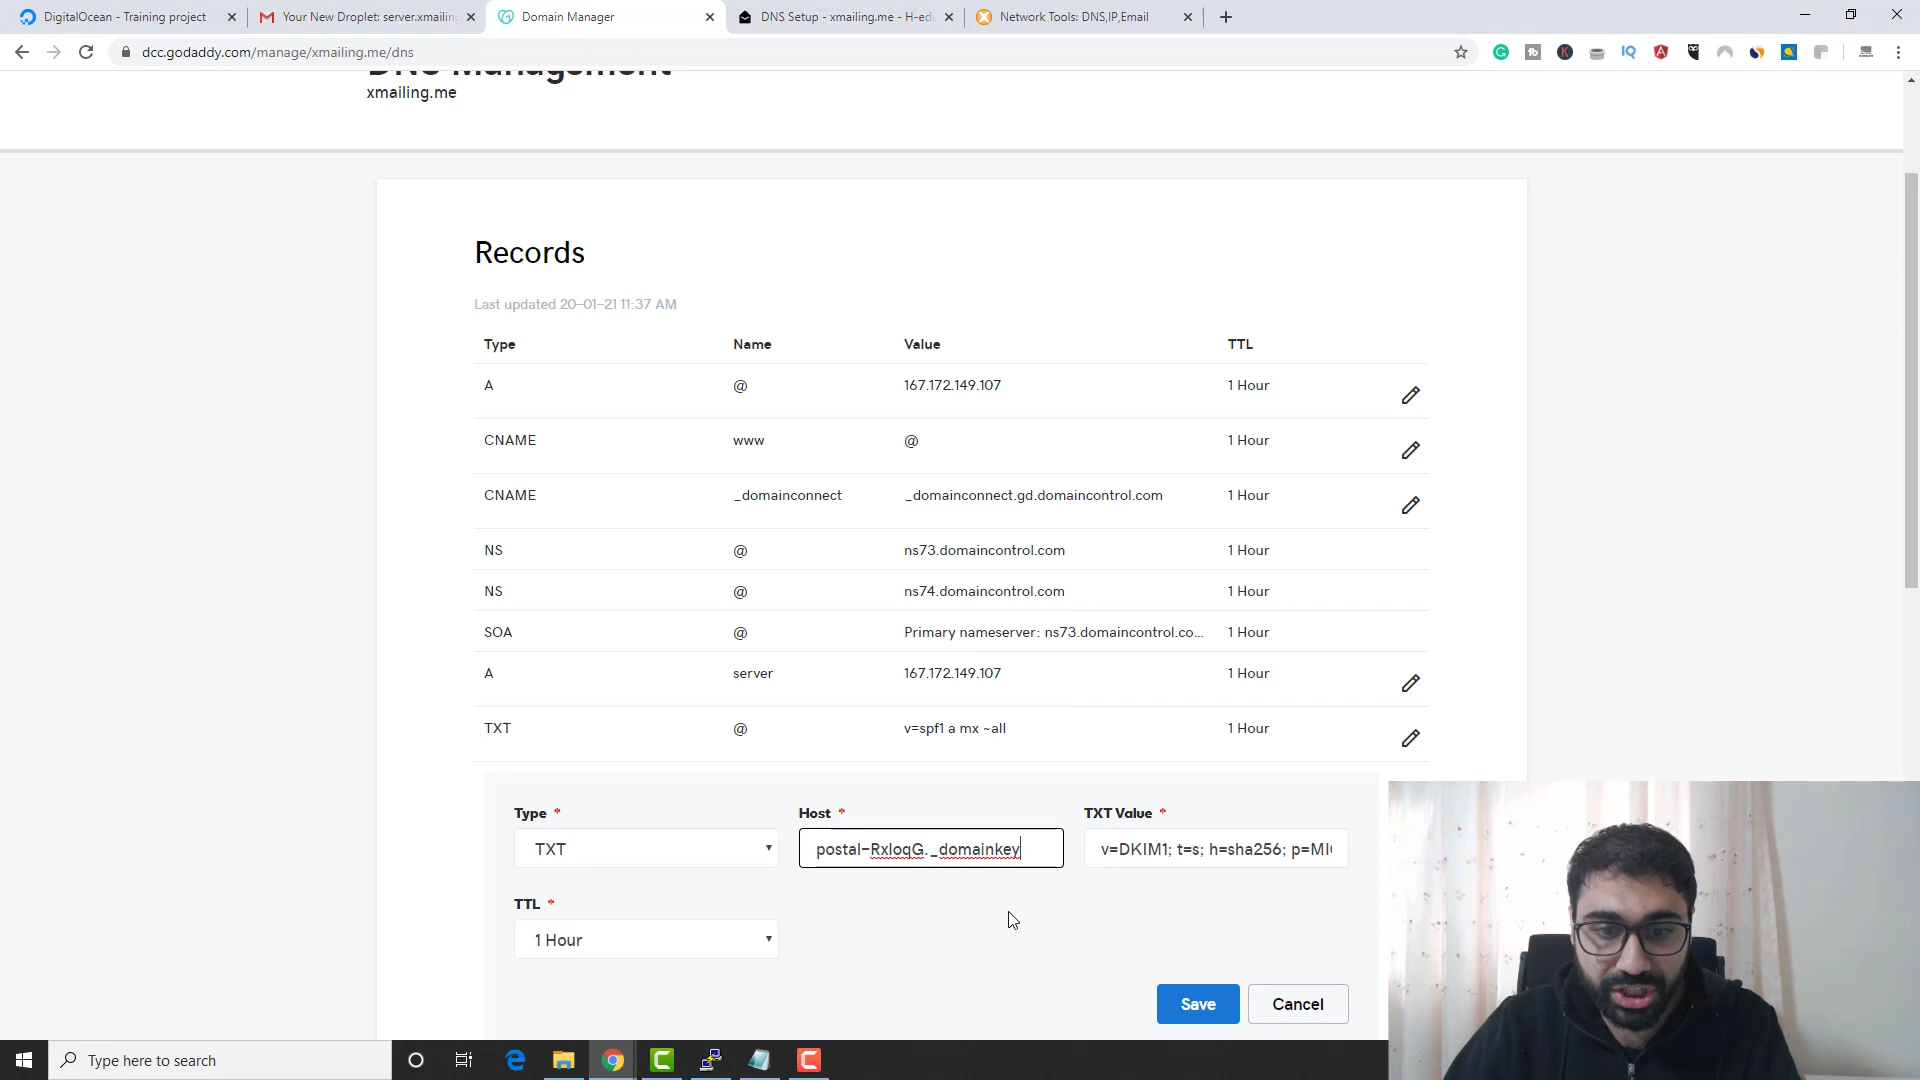 DigitalOcean - Training project
Your New Droplet: server.xmailin
Domain Manager
DNS Setup - xmailing.me - H-ed
Network Tools: DNS,IP,Email
dcc.godaddy.com/manage/xmailing.me/dns
DNS Management
xmailing.me
Records
Last updated 20-01-21 11:37 AM
Type Name Value TTL
A @ 167.172.149.107 1 Hour
CNAME www @ 1 Hour
CNAME _domainconnect _domainconnect.gd.domaincontrol.com 1 Hour
NS @ ns73.domaincontrol.com 1 Hour
NS @ ns74.domaincontrol.com 1 Hour
SOA @ Primary nameserver: ns73.domaincontrol.co... 1 Hour
A server 167.172.149.107 1 Hour
TXT @ v=spf1 a mx ~all 1 Hour
Type * Host * TXT Value *
TXT postal-RxloqG._domainkey v=DKIM1; t=s; h=sha256; p=MI
TTL *
1 Hour
Save Cancel
Type here to search